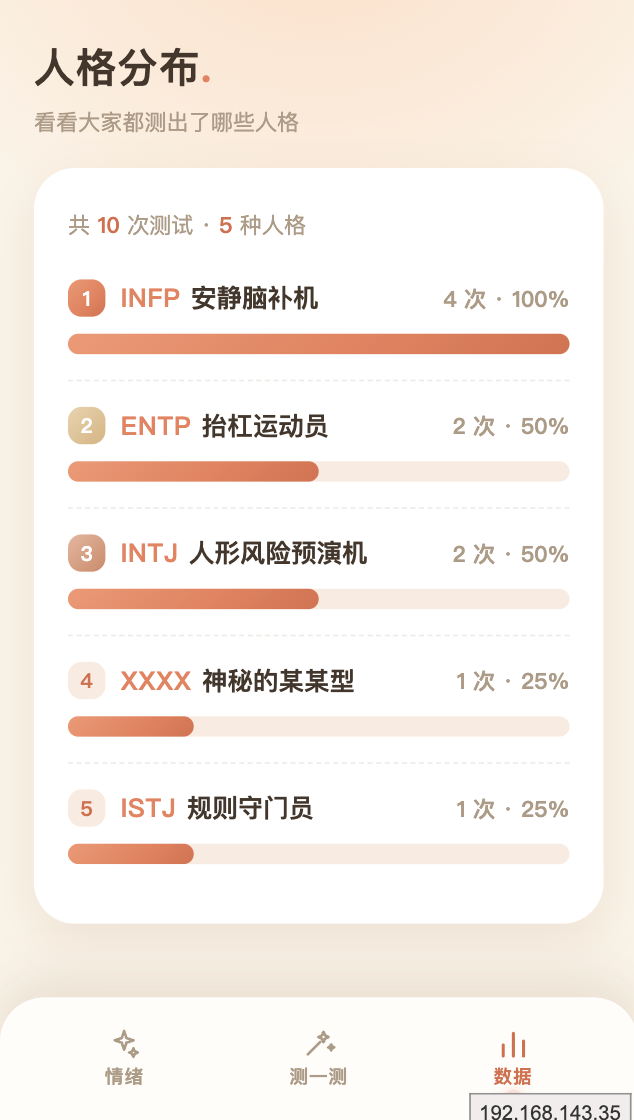 人格分布.
看看大家都测出了哪些人格
共 10 次测试 · 5 种人格
1 INFP 安静脑补机 4 次 · 100%
2 ENTP 抬杠运动员 2 次 · 50%
3 INTJ 人形风险预演机 2 次 · 50%
4 XXXX 神秘的某某型 1 次 · 25%
5 ISTJ 规则守门员 1 次 · 25%
情绪 测一测 数据
192.168.143.35